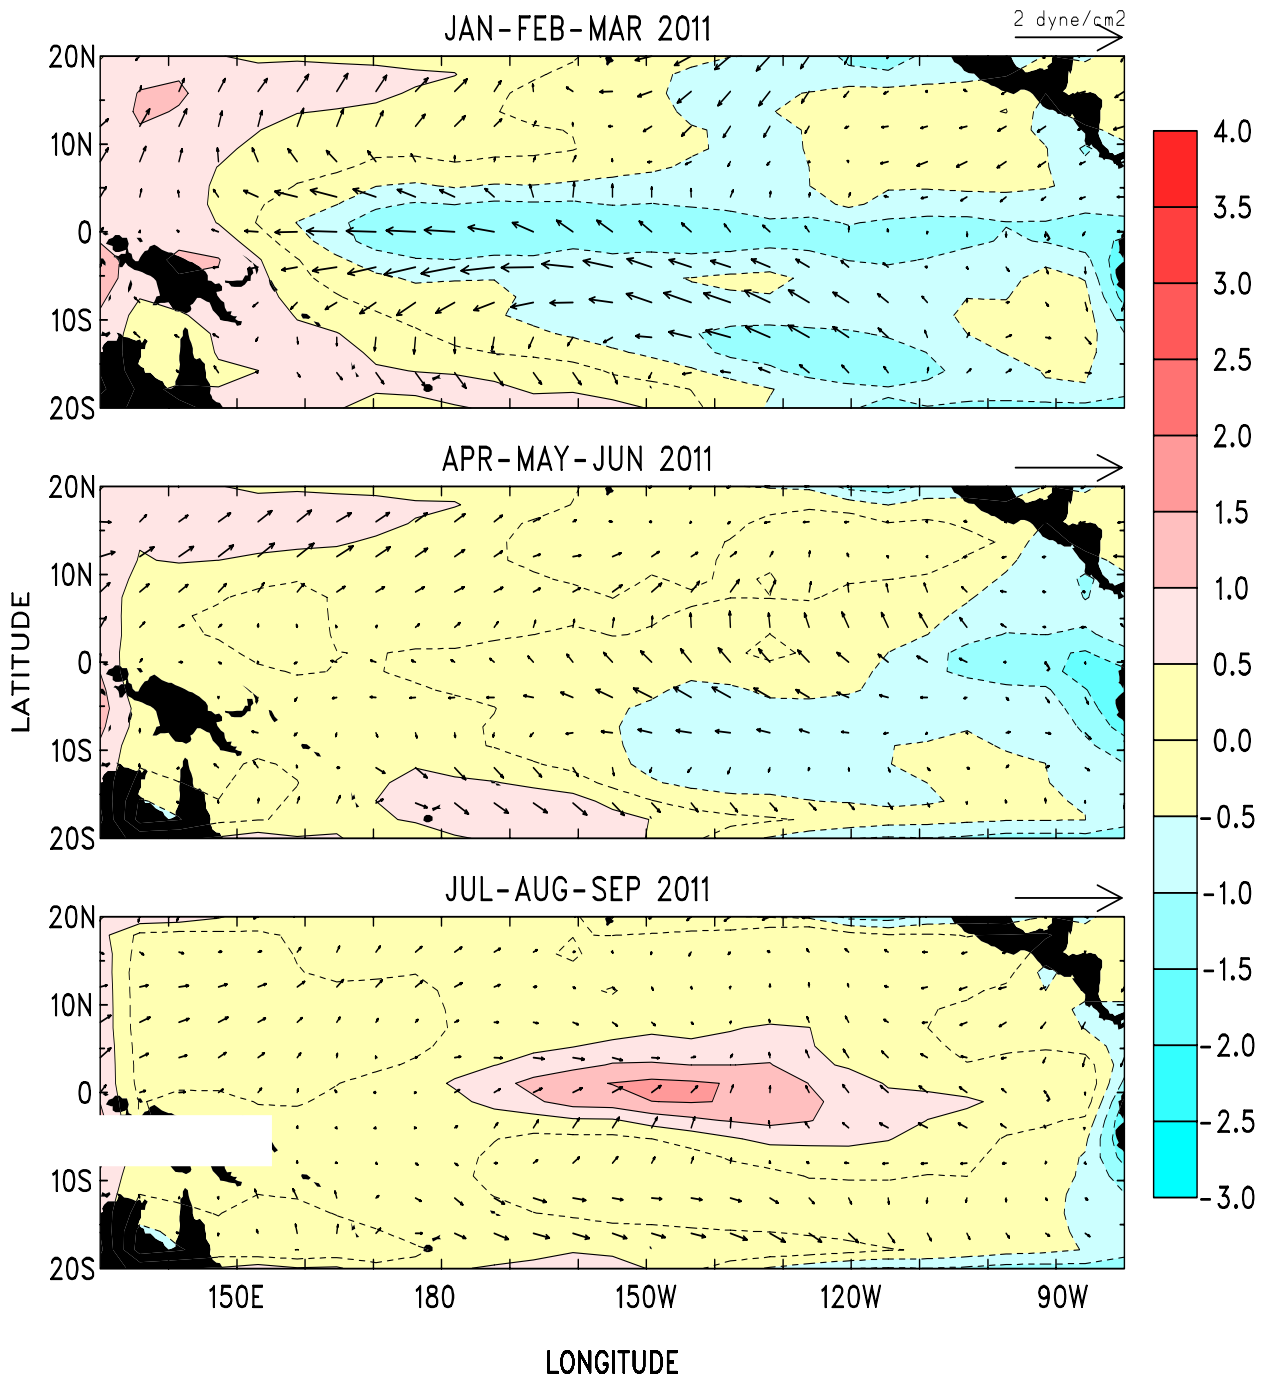 JAN-FEB-MAR 2011
2 dyne/cm2
20N
10N
0
10S
20S
APR-MAY-JUN 2011
20N
10N
0
10S
20S
LATITUDE
JUL-AUG-SEP 2011
20N
10N
0
10S
20S
150E 180 150W 120W 90W
LONGITUDE
4.0
3.5
3.0
2.5
2.0
1.5
1.0
0.5
0.0
-0.5
-1.0
-1.5
-2.0
-2.5
-3.0